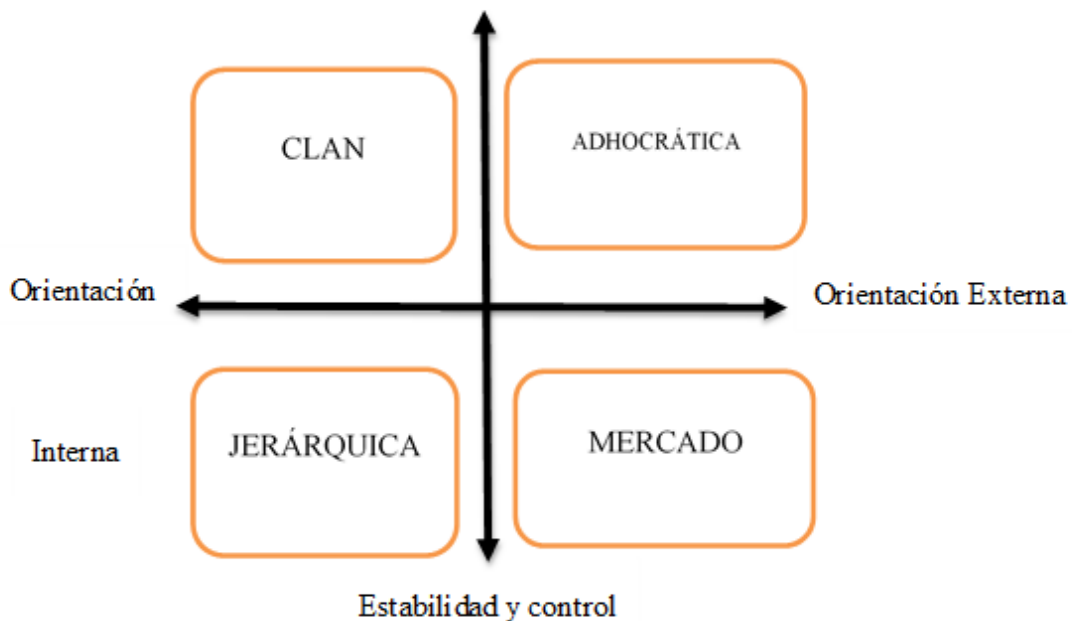 CLAN
ADHOCRÁTICA
Orientación
Orientación Externa
JERÁRQUICA
MERCADO
Interna
Estabilidad y control